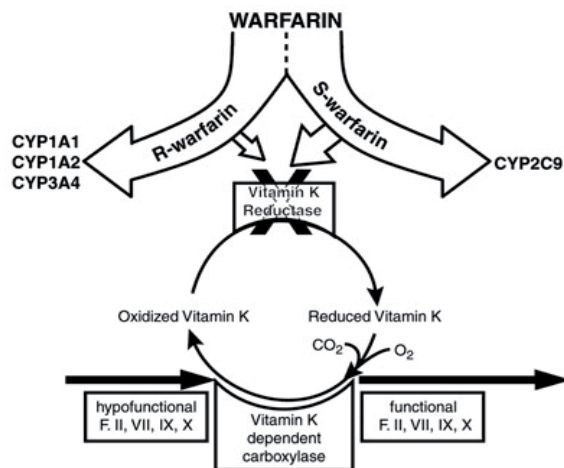 WARFARIN
R-warfarin
S-warfarin
CYP1A1
CYP1A2
CYP3A4
CYP2C9
Vitamin K
Reductase
Oxidized Vitamin K
Reduced Vitamin K
CO2
O2
hypofunctional
F. II, VII, IX, X
Vitamin K
dependent
carboxylase
functional
F. II, VII, IX, X